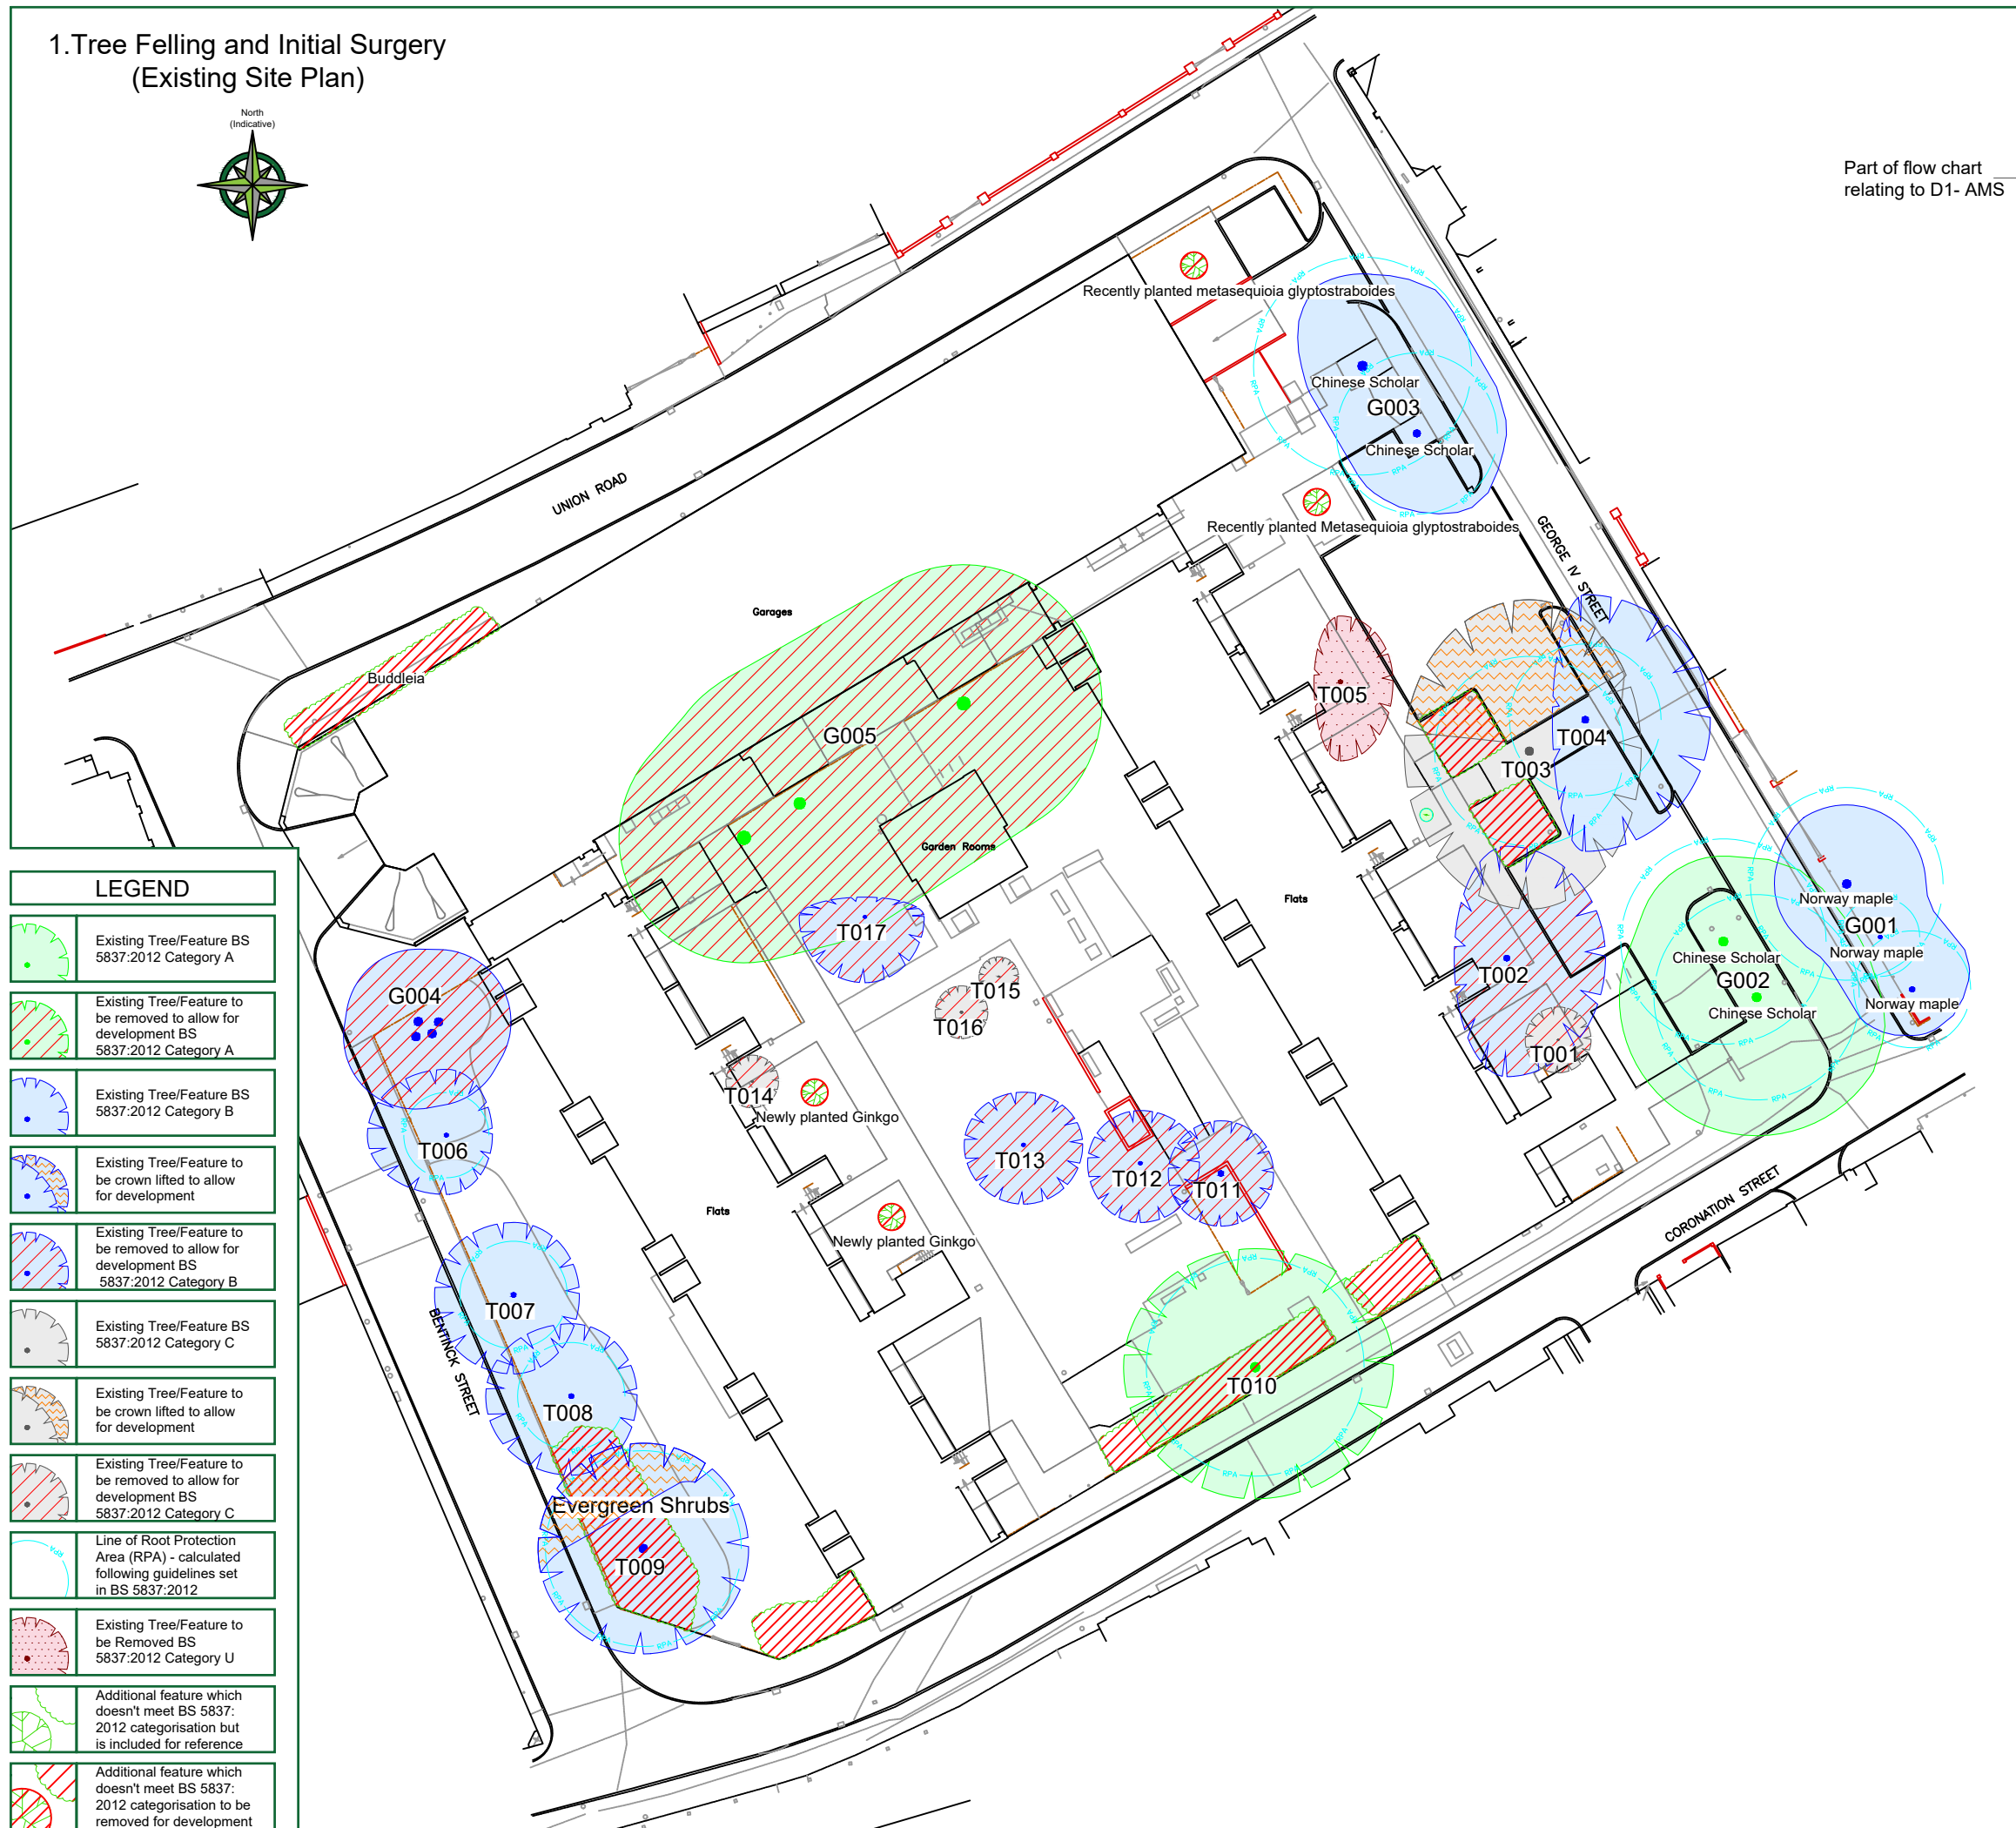 1.Tree Felling and Initial Surgery
(Existing Site Plan)
North
(Indicative)
Part of flow chart
relating to D1- AMS
Recently planted metasequioia glyptostraboides
Chinese Scholar
G003
Chinese Scholar
UNION ROAD
Recently planted Metasequioia glyptostraboides
GEORGE IV STREET
Garages
Buddleia
T005
G005
T004
T003
Garden Rooms
Flats
Norway maple
G001
T017
Chinese Scholar
Norway maple
T002
G002
G004
T015
Norway maple
T016
Chinese Scholar
T001
T014
Newly planted Ginkgo
T006
T013
T012
T011
Flats
Newly planted Ginkgo
CORONATION STREET
T007
BENTINCK STREET
T010
T008
Evergreen Shrubs
T009
RPA
LEGEND
Existing Tree/Feature BS
5837:2012 Category A
Existing Tree/Feature to
be removed to allow for
development BS
5837:2012 Category A
Existing Tree/Feature BS
5837:2012 Category B
Existing Tree/Feature to
be crown lifted to allow
for development
Existing Tree/Feature to
be removed to allow for
development BS
5837:2012 Category B
Existing Tree/Feature BS
5837:2012 Category C
Existing Tree/Feature to
be crown lifted to allow
for development
Existing Tree/Feature to
be removed to allow for
development BS
5837:2012 Category C
RPA
Line of Root Protection
Area (RPA) - calculated
following guidelines set
in BS 5837:2012
Existing Tree/Feature to
be Removed BS
5837:2012 Category U
Additional feature which
doesn't meet BS 5837:
2012 categorisation but
is included for reference
Additional feature which
doesn't meet BS 5837:
2012 categorisation to be
removed for development